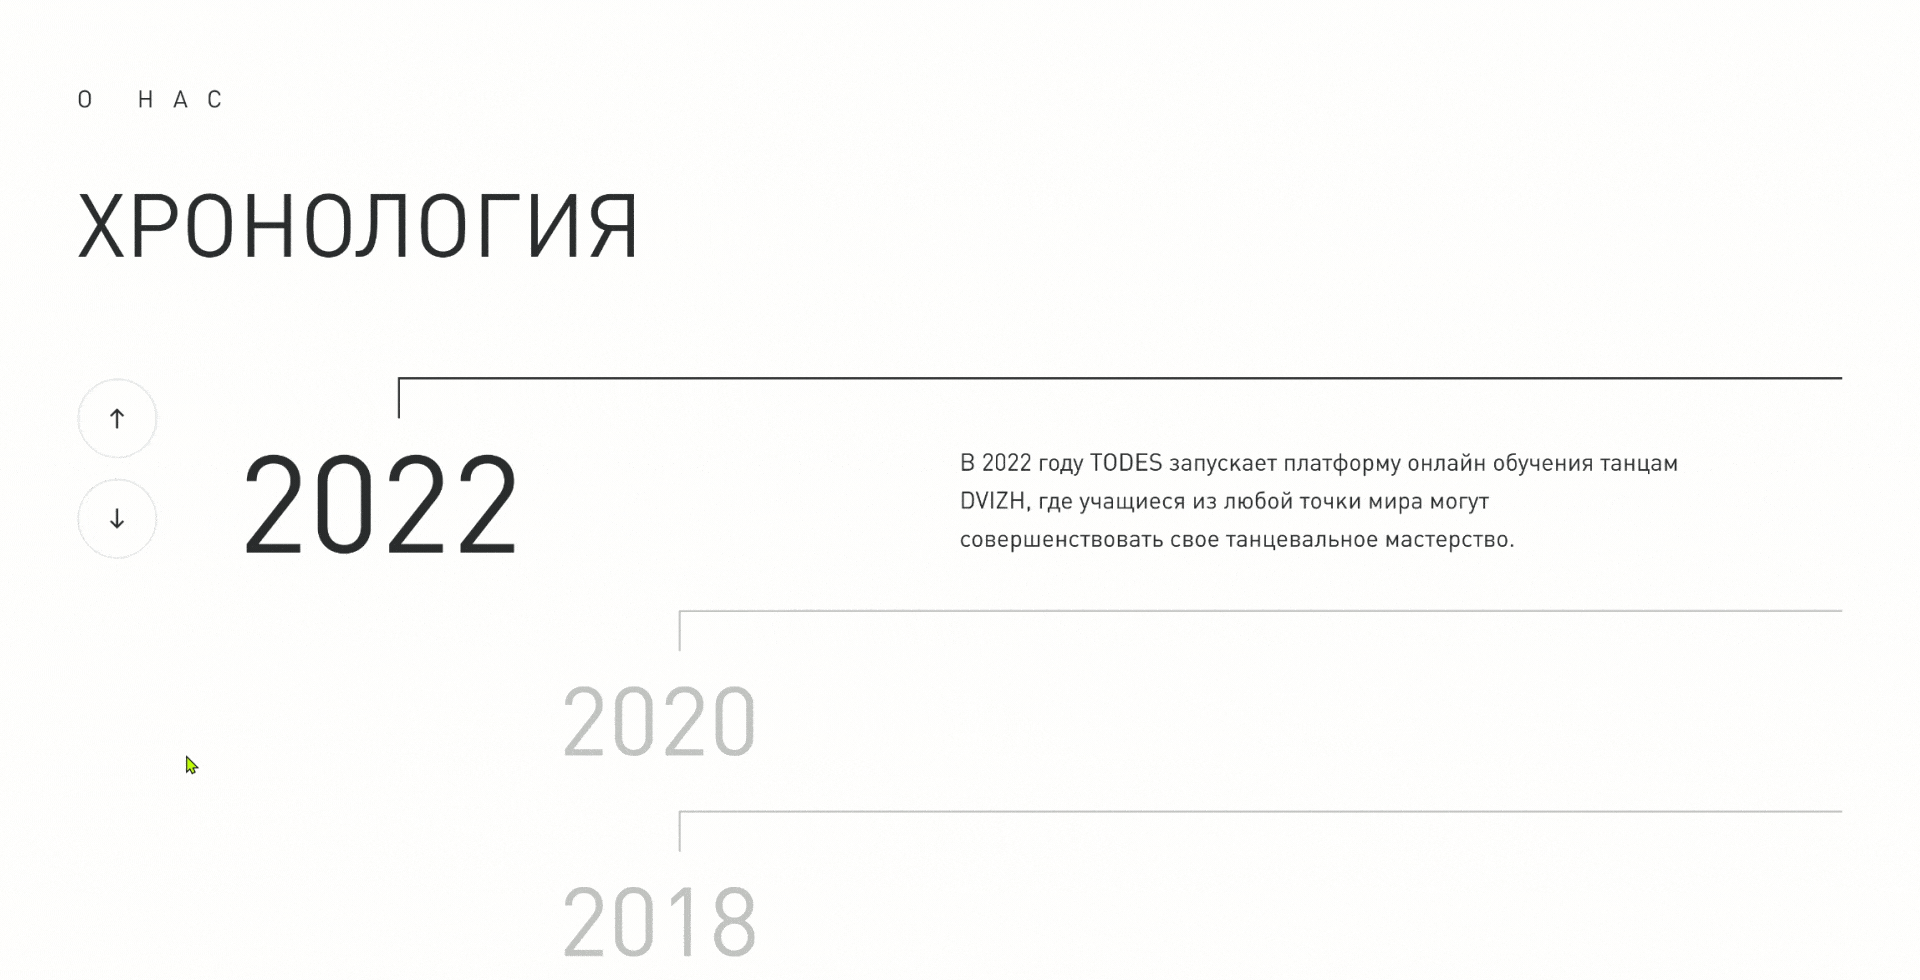 О НАС
ХРОНОЛОГИЯ
2022
В 2022 году TODES запускает платформу онлайн обучения танцам
DVIZH, где учащиеся из любой точки мира могут
совершенствовать свое танцевальное мастерство.
2020
2018